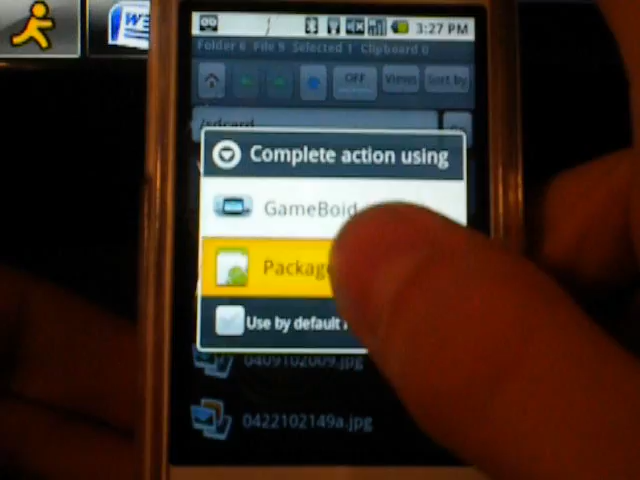 3:27 PM
Folder 6 File 9 Selected 1 Clipboard 0
OFF Views Sort by
/sdcard
Complete action using
GameBoid
Package
Use by default
0409102009.jpg
0422102149a.jpg